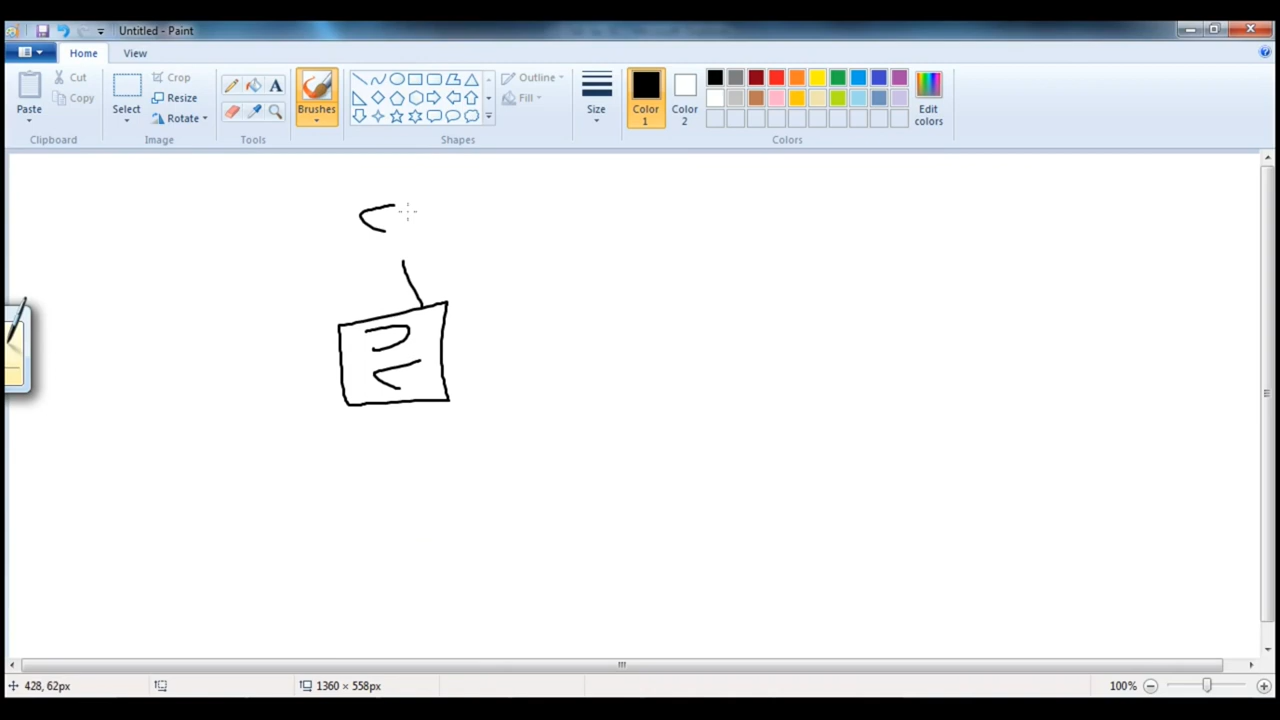 Untitled - Paint
Home View
Paste Cut Copy Select Crop Resize Rotate A Brushes Outline Fill Size Color 1 Color 2 Edit colors
Clipboard Image Tools Shapes Colors
428, 62px 1360 × 558px 100%